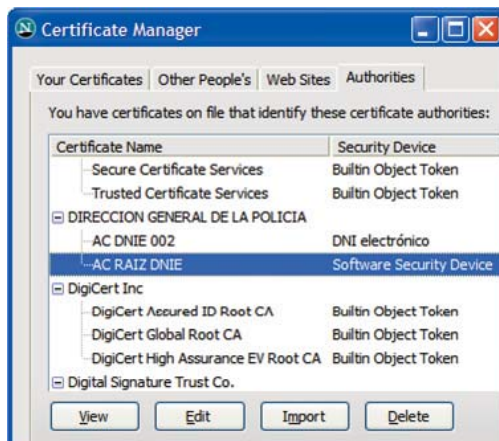 Certificate Manager
Your Certificates Other People's Web Sites Authorities
You have certificates on file that identify these certificate authorities:
Certificate Name Security Device
Secure Certificate Services Builtin Object Token
Trusted Certificate Services Builtin Object Token
DIRECCION GENERAL DE LA POLICIA
AC DNIE 002 DNI electrónico
AC RAIZ DNIE Software Security Device
DigiCert Inc
DigiCert Assured ID Root CA Builtin Object Token
DigiCert Global Root CA Builtin Object Token
DigiCert High Assurance EV Root CA Builtin Object Token
Digital Signature Trust Co.
View Edit Import Delete